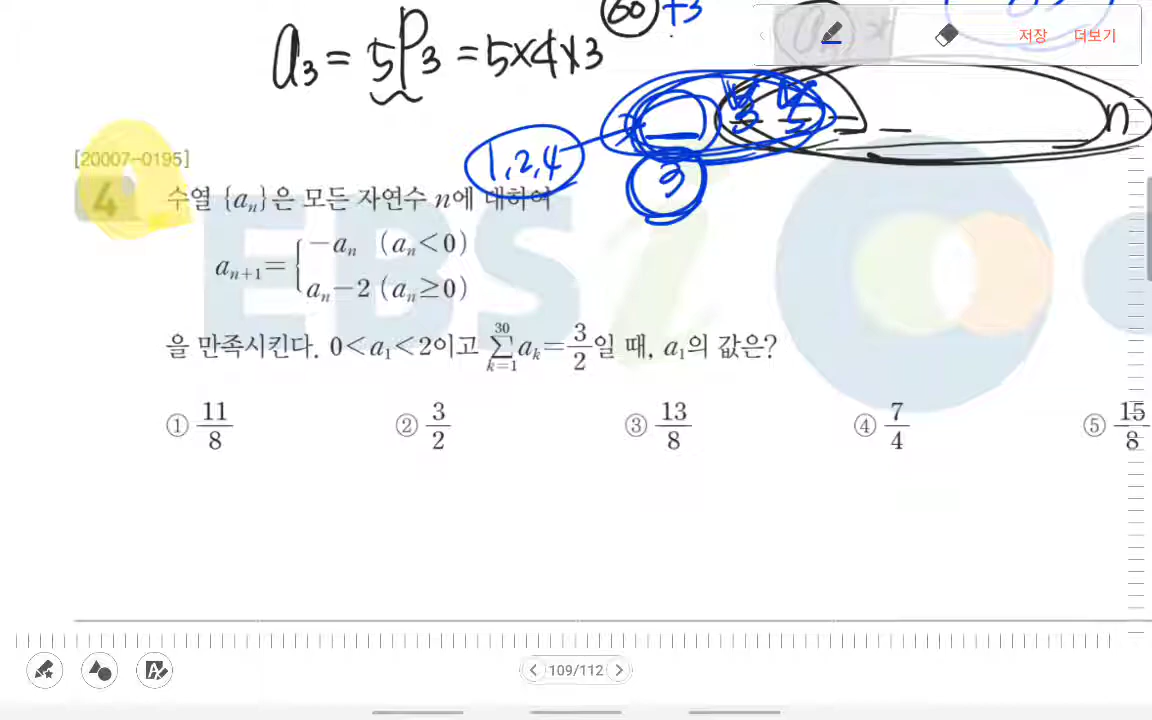 60 +3
저장 더보기
a₃ = ₅P₃ = 5×4×3
3 5 n
1, 2, 4
3
[20007-0195]
4 수열 {aₙ}은 모든 자연수 n에 대하여
aₙ₊₁ = { −aₙ (aₙ<0)
aₙ−2 (aₙ≥0)
을 만족시킨다. 0<a₁<2이고 ∑_{k=1}^{30} aₖ = 3/2일 때, a₁의 값은?
① 11/8 ② 3/2 ③ 13/8 ④ 7/4 ⑤ 15/8
EBS
109/112